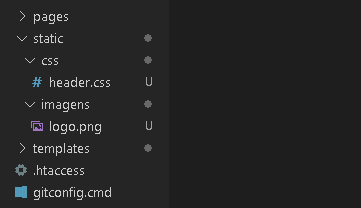 pages
static
css
header.css U
imagens
logo.png U
templates
.htaccess
gitconfig.cmd